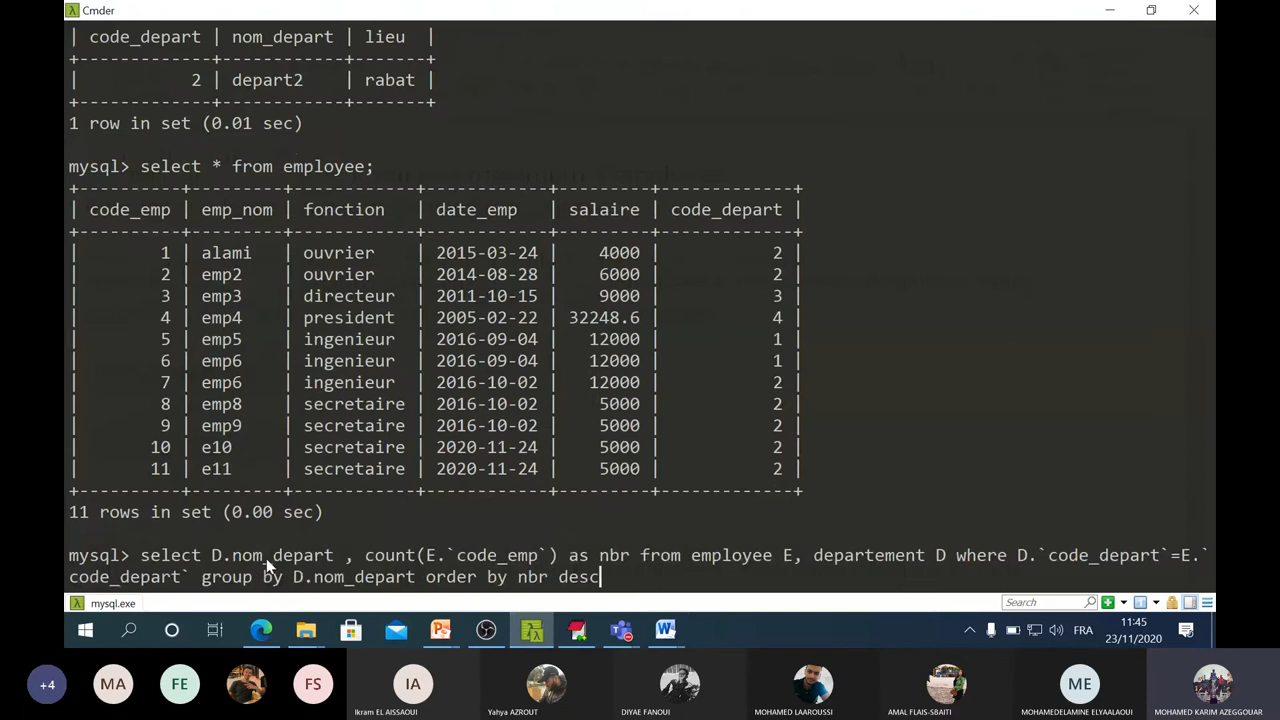 Cmder
| code_depart | nom_depart | lieu |
+-------------+------------+-------+
| 2 | depart2 | rabat |
+-------------+------------+-------+
1 row in set (0.01 sec)
mysql> select * from employee;
+----------+---------+------------+------------+---------+-------------+
| code_emp | emp_nom | fonction | date_emp | salaire | code_depart |
+----------+---------+------------+------------+---------+-------------+
| 1 | alami | ouvrier | 2015-03-24 | 4000 | 2 |
| 2 | emp2 | ouvrier | 2014-08-28 | 6000 | 2 |
| 3 | emp3 | directeur | 2011-10-15 | 9000 | 3 |
| 4 | emp4 | president | 2005-02-22 | 32248.6 | 4 |
| 5 | emp5 | ingenieur | 2016-09-04 | 12000 | 1 |
| 6 | emp6 | ingenieur | 2016-09-04 | 12000 | 1 |
| 7 | emp6 | ingenieur | 2016-10-02 | 12000 | 2 |
| 8 | emp8 | secretaire | 2016-10-02 | 5000 | 2 |
| 9 | emp9 | secretaire | 2016-10-02 | 5000 | 2 |
| 10 | e10 | secretaire | 2020-11-24 | 5000 | 2 |
| 11 | e11 | secretaire | 2020-11-24 | 5000 | 2 |
+----------+---------+------------+------------+---------+-------------+
11 rows in set (0.00 sec)
mysql> select D.nom_depart , count(E.`code_emp`) as nbr from employee E, departement D where D.`code_depart`=E.`
code_depart` group by D.nom_depart order by nbr desc
mysql.exe
Search
FRA
11:45
23/11/2020
+4
MA
FE
FS
IA
ME
Ikram EL AISSAOUI
Yahya AZROUT
DIYAE FANOUI
MOHAMED LAAROUSSI
AMAL FLAIS-SBAITI
MOHAMEDELAMINE ELYAALAOUI
MOHAMED KARIM AZEGGOUAR